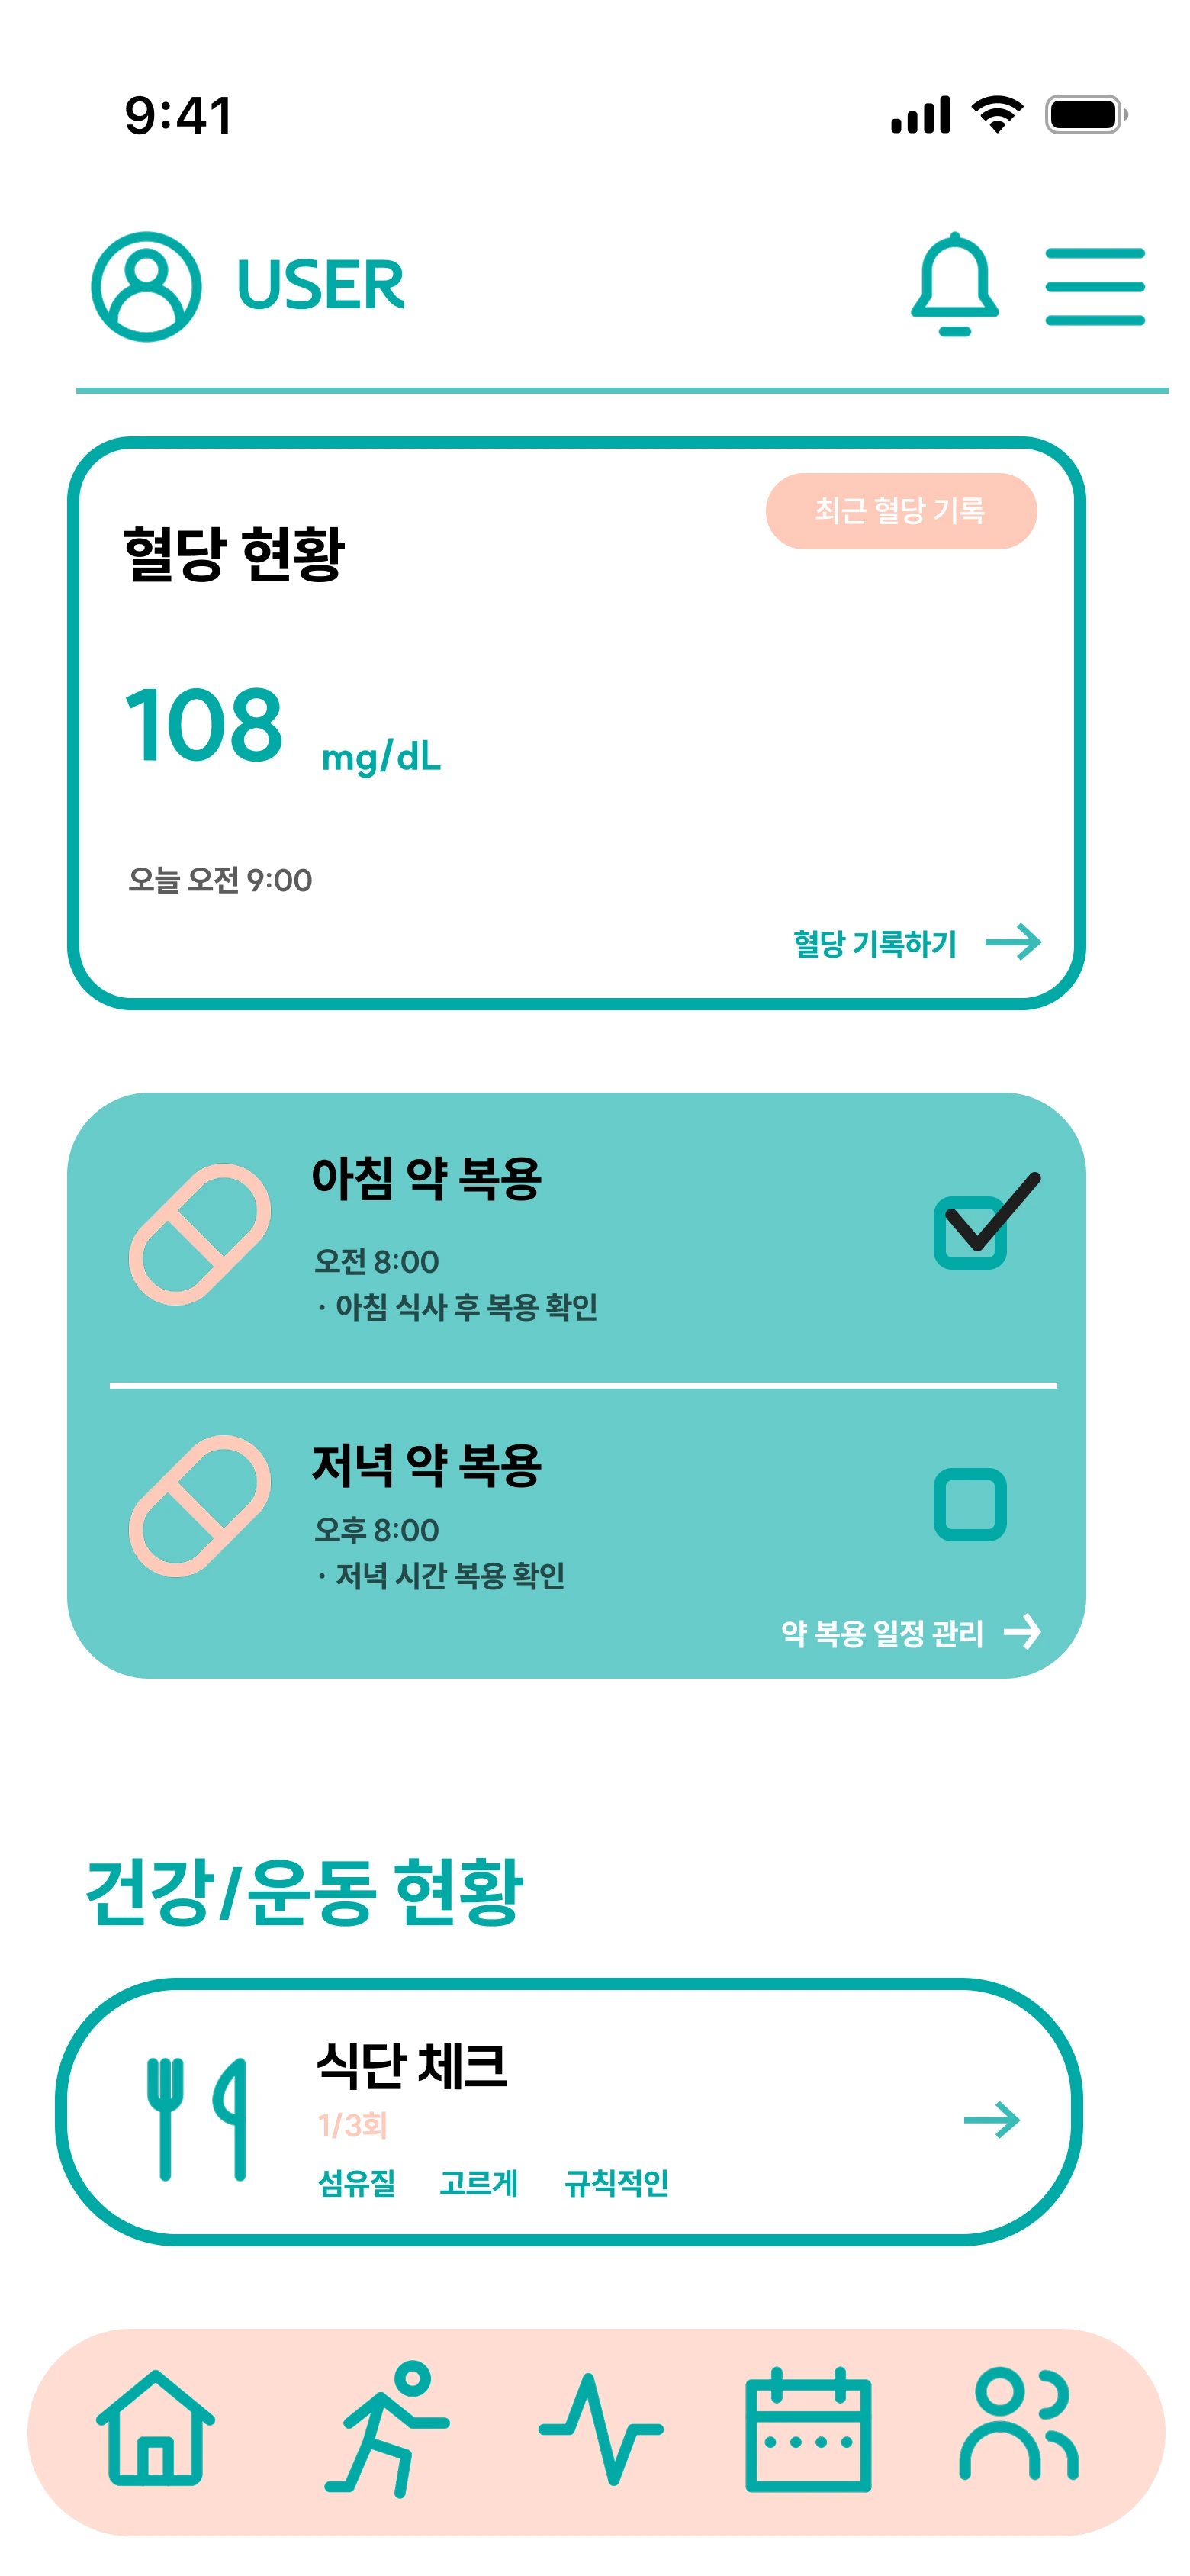 9:41
USER
최근 혈당 기록
혈당 현황
108 mg/dL
오늘 오전 9:00
혈당 기록하기
아침 약 복용
오전 8:00
· 아침 식사 후 복용 확인
저녁 약 복용
오후 8:00
· 저녁 시간 복용 확인
약 복용 일정 관리
건강/운동 현황
식단 체크
1/3회
섬유질 고르게 규칙적인